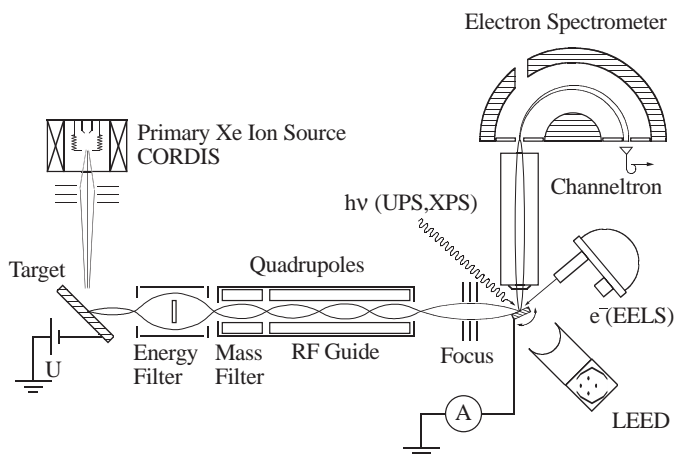 Electron Spectrometer
Primary Xe Ion Source
CORDIS
Channeltron
hν (UPS,XPS)
Target
Quadrupoles
e⁻(EELS)
U
Energy
Filter
Mass
Filter
RF Guide
Focus
A
LEED